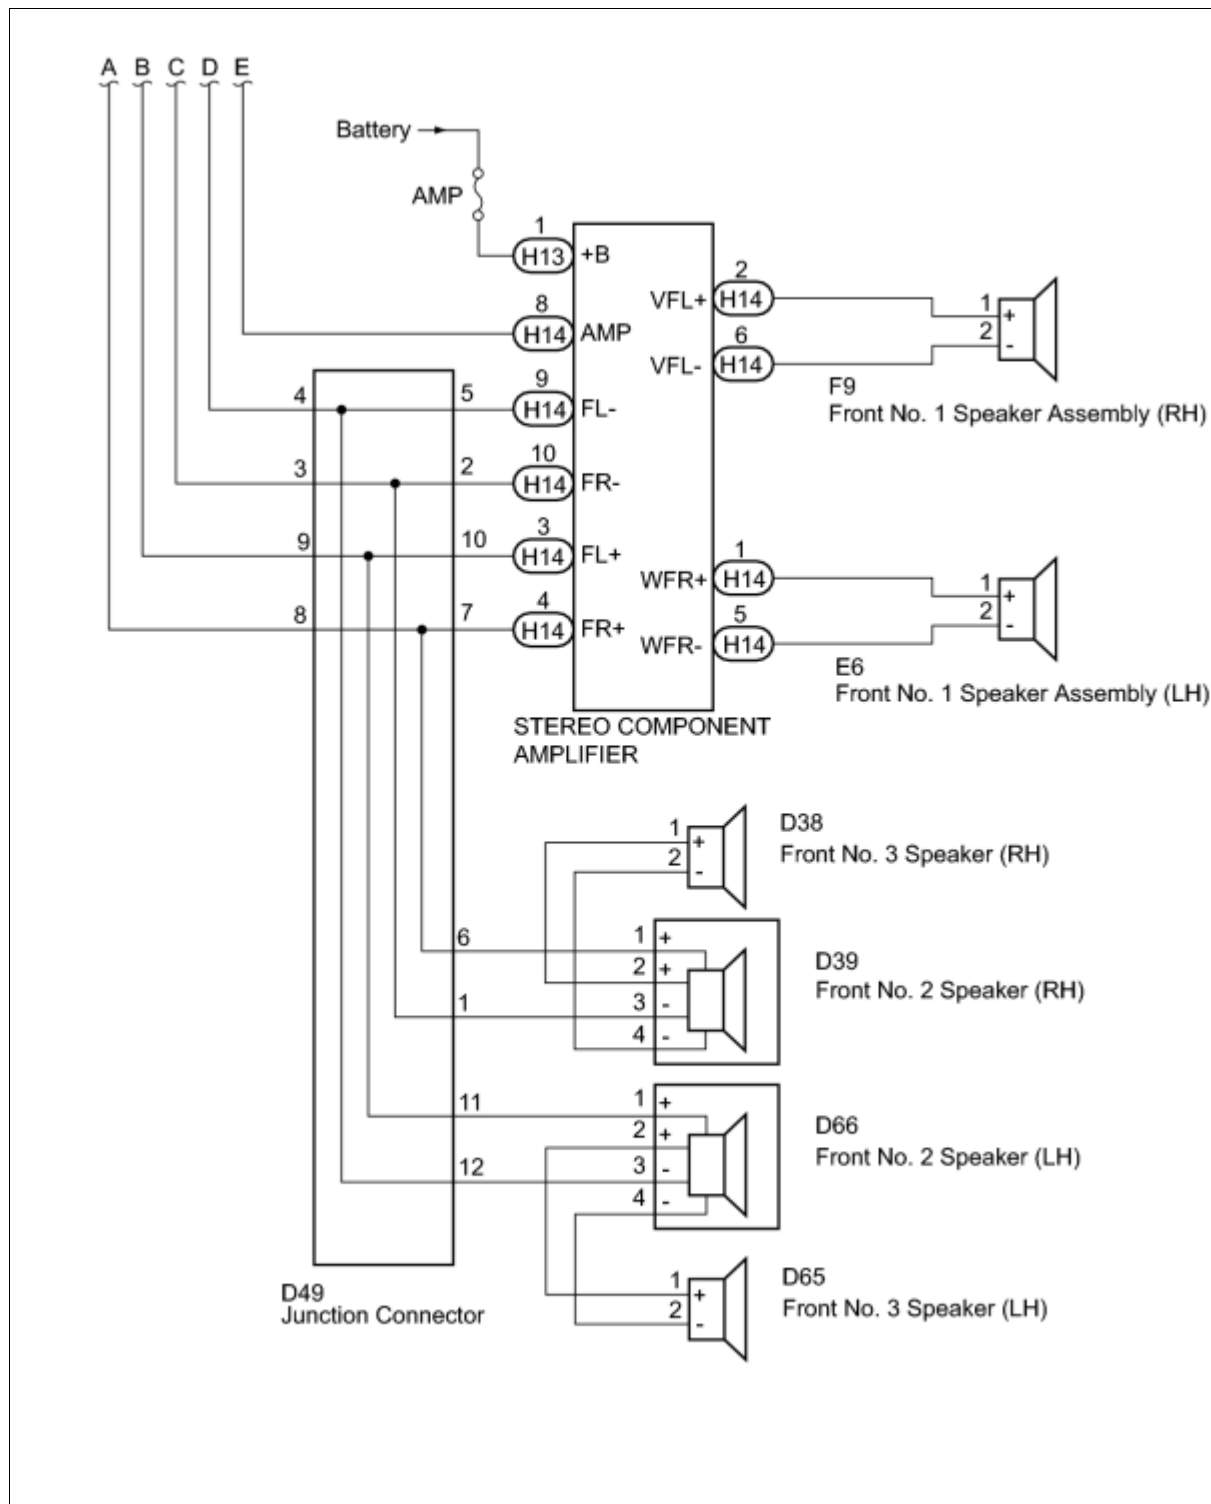 A B C D E
Battery
AMP
1
H13 +B
8
H14 AMP
4 5 9
H14 FL-
3 2 10
H14 FR-
9 10 3
H14 FL+
8 7 4
H14 FR+
2
VFL+ H14
6
VFL- H14
1 +
2 -
F9
Front No. 1 Speaker Assembly (RH)
1
WFR+ H14
5
WFR- H14
1 +
2 -
E6
Front No. 1 Speaker Assembly (LH)
STEREO COMPONENT
AMPLIFIER
1 +
2 -
D38
Front No. 3 Speaker (RH)
6 1 +
2 +
1 3 -
4 -
D39
Front No. 2 Speaker (RH)
11 1 +
2 +
12 3 -
4 -
D66
Front No. 2 Speaker (LH)
1 +
2 -
D65
Front No. 3 Speaker (LH)
D49
Junction Connector